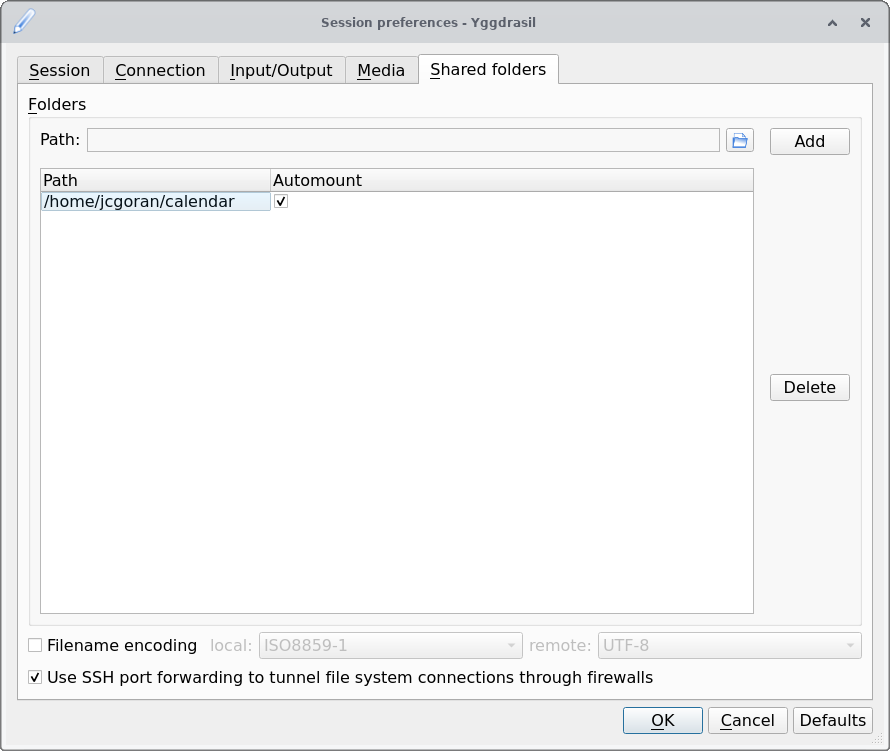 Session preferences - Yggdrasil
Session Connection Input/Output Media Shared folders
Folders
Path: Add
Path Automount
/home/jcgoran/calendar
Delete
Filename encoding local: ISO8859-1 remote: UTF-8
Use SSH port forwarding to tunnel file system connections through firewalls
OK Cancel Defaults